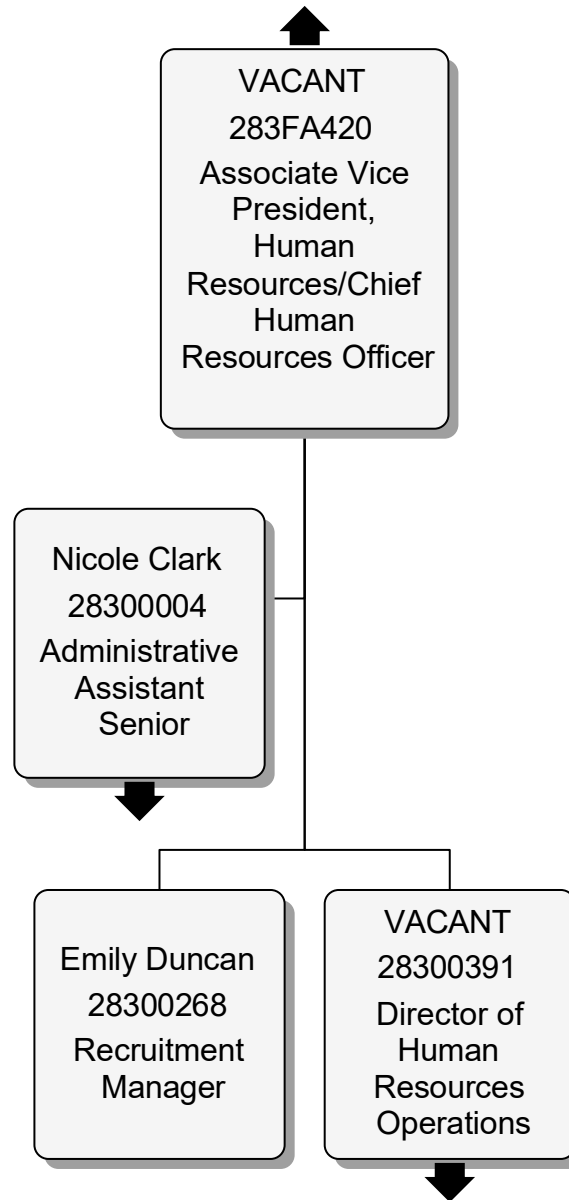 VACANT
283FA420
Associate Vice
President,
Human
Resources/Chief
Human
Resources Officer
Nicole Clark
28300004
Administrative
Assistant
Senior
Emily Duncan
28300268
Recruitment
Manager
VACANT
28300391
Director of
Human
Resources
Operations